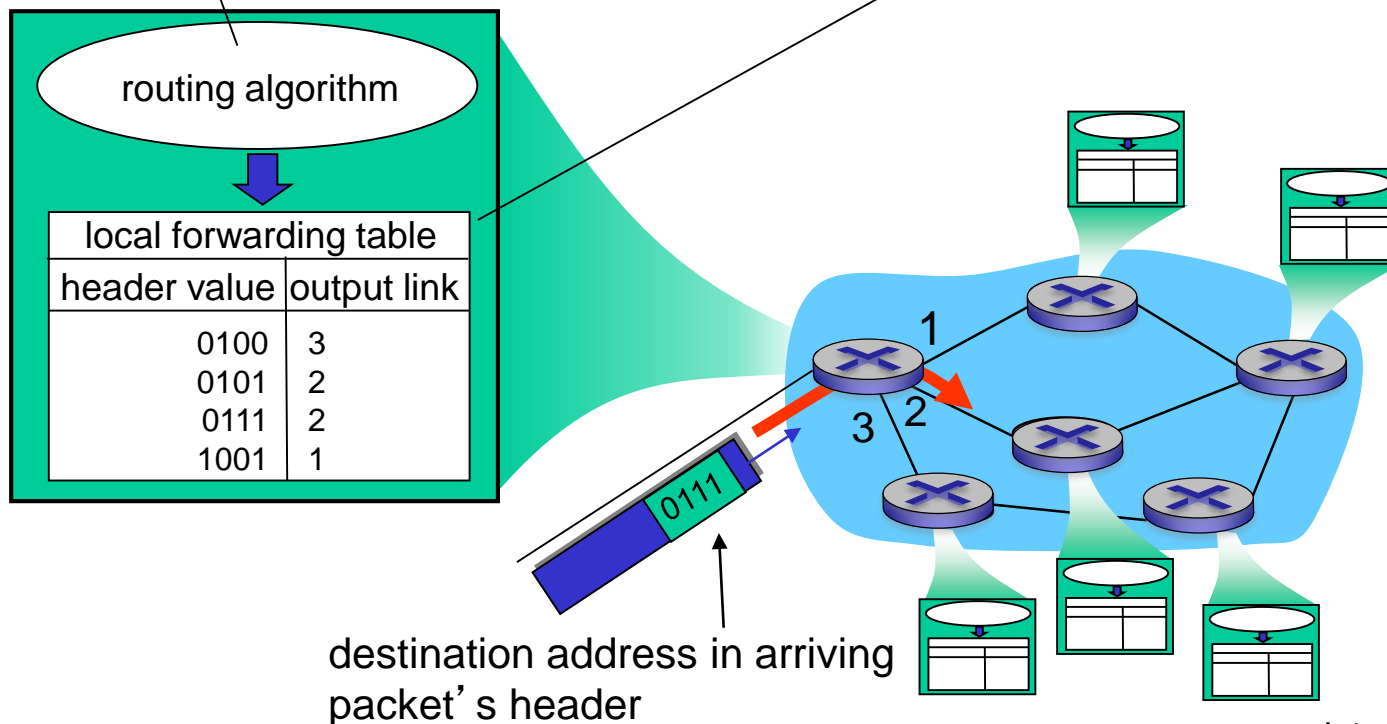 routing algorithm
local forwarding table
header value output link
0100 3
0101 2
0111 2
1001 1
1
2
3
0111
destination address in arriving
packet’ s header